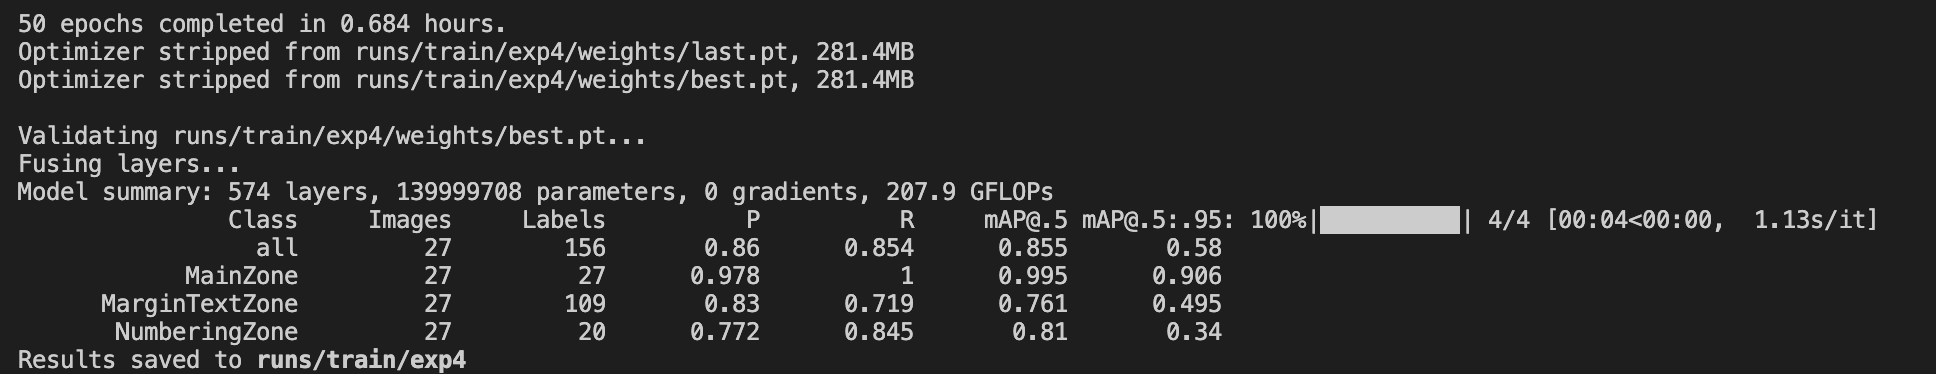 50 epochs completed in 0.684 hours.
Optimizer stripped from runs/train/exp4/weights/last.pt, 281.4MB
Optimizer stripped from runs/train/exp4/weights/best.pt, 281.4MB
Validating runs/train/exp4/weights/best.pt...
Fusing layers...
Model summary: 574 layers, 139999708 parameters, 0 gradients, 207.9 GFLOPs
Class Images Labels P R mAP@.5 mAP@.5:.95: 100%|██████████| 4/4 [00:04<00:00, 1.13s/it]
all 27 156 0.86 0.854 0.855 0.58
MainZone 27 27 0.978 1 0.995 0.906
MarginTextZone 27 109 0.83 0.719 0.761 0.495
NumberingZone 27 20 0.772 0.845 0.81 0.34
Results saved to runs/train/exp4